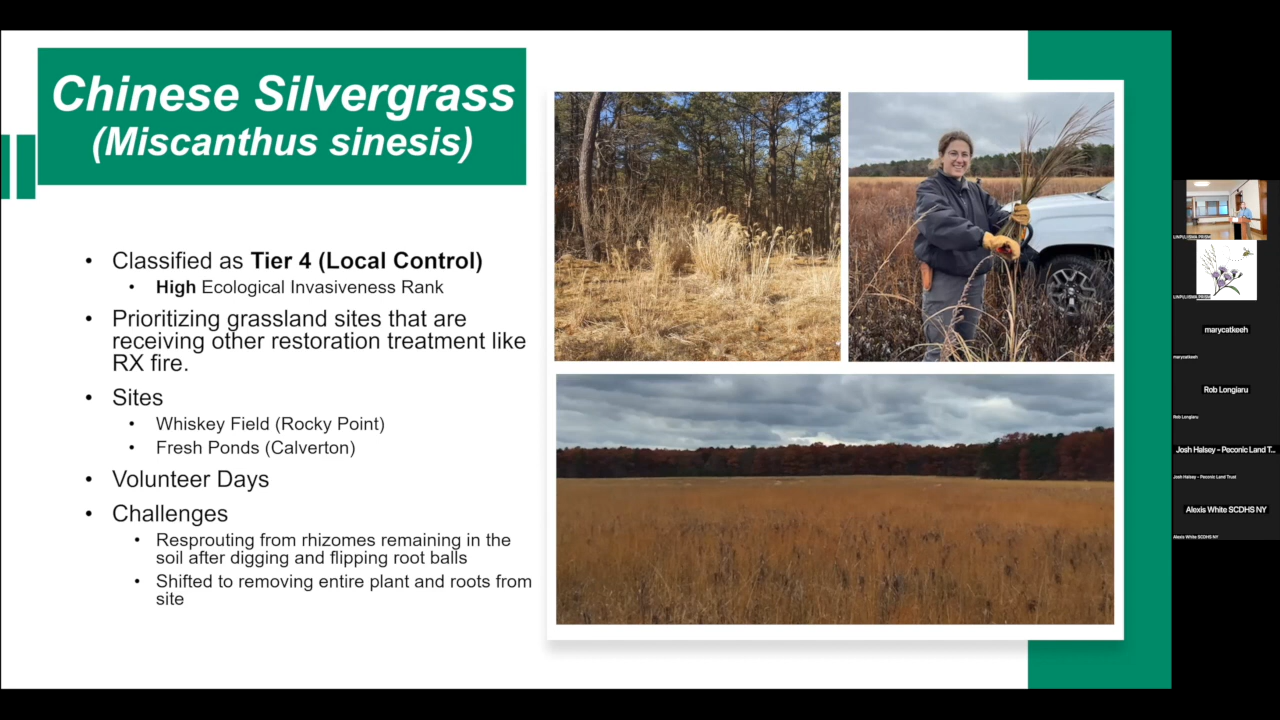 Chinese Silvergrass
(Miscanthus sinesis)
• Classified as Tier 4 (Local Control)
• High Ecological Invasiveness Rank
• Prioritizing grassland sites that are
receiving other restoration treatment like
RX fire.
• Sites
• Whiskey Field (Rocky Point)
• Fresh Ponds (Calverton)
• Volunteer Days
• Challenges
• Resprouting from rhizomes remaining in the
soil after digging and flipping root balls
• Shifted to removing entire plant and roots from
site
marycatkeeh
marycatkeeh
Rob Longiaru
Rob Longiaru
Josh Halsey - Peconic Land T...
Josh Halsey - Peconic Land Trust
Alexis White SCDHS NY
Alexis White SCDHS NY